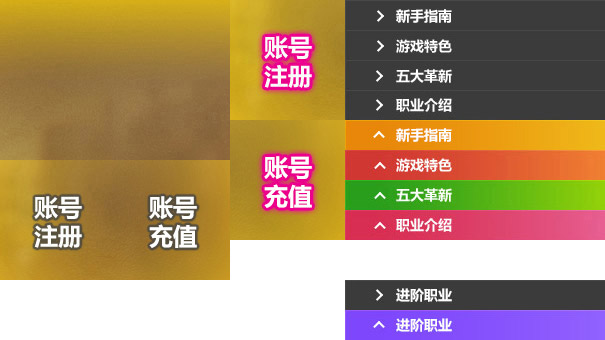 账号
注册
账号
充值
账号
注册
账号
充值
新手指南
游戏特色
五大革新
职业介绍
新手指南
游戏特色
五大革新
职业介绍
进阶职业
进阶职业